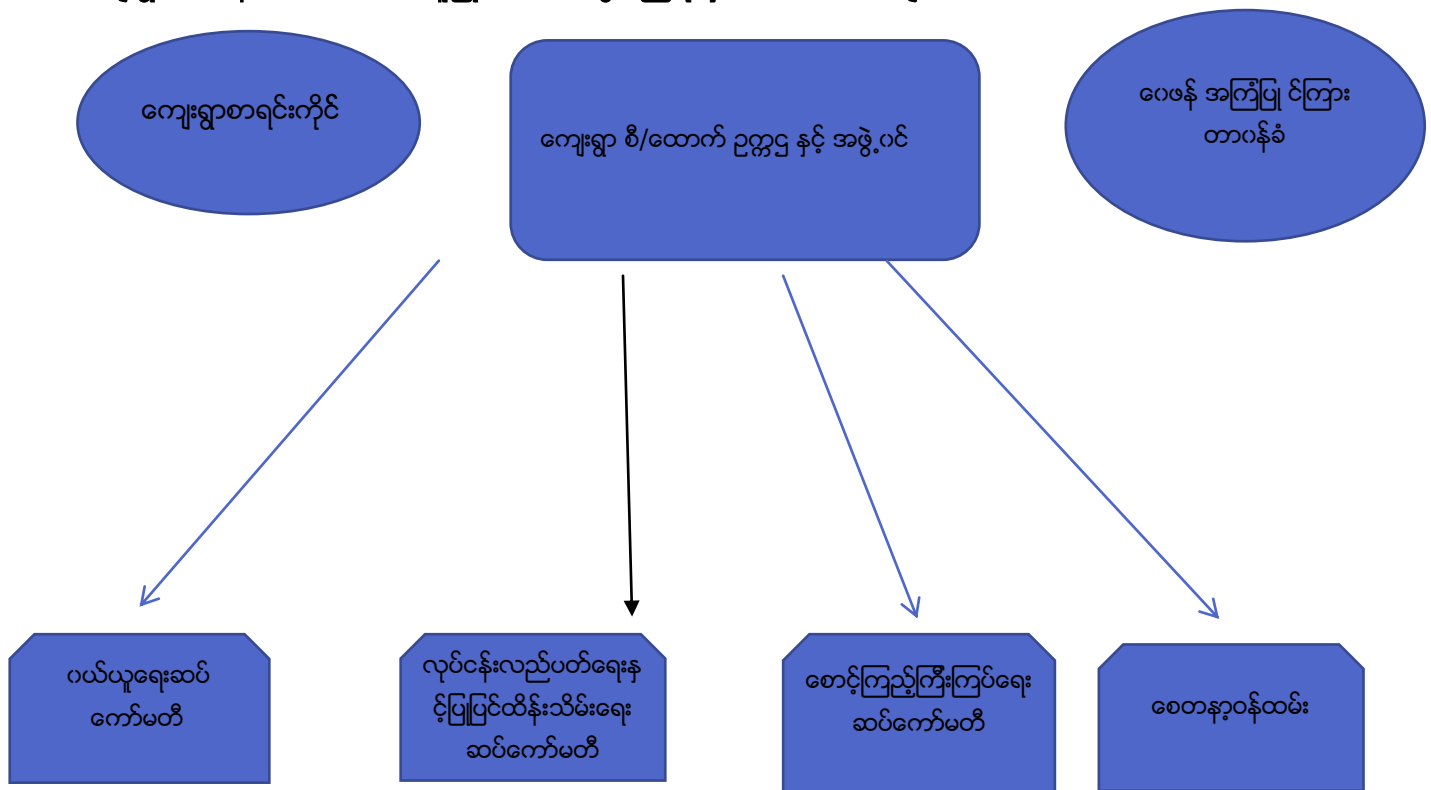 ကျေးရွာစာရင်းကိုင်
ကျေးရွာ စီ/ထောက် ဥက္ကဌ နှင့် အဖွဲ့ဝင်
ဝေဖန် အကြံပြု င်ကြား
တာဝန်ခံ
ဝယ်ယူရေးဆပ်
ကော်မတီ
လုပ်ငန်းလည်ပတ်ရေးနှ
င့်ပြုပြင်ထိန်းသိမ်းရေး
ဆပ်ကော်မတီ
စောင့်ကြည့်ကြီးကြပ်ရေး
ဆပ်ကော်မတီ
စေတနာ့ဝန်ထမ်း